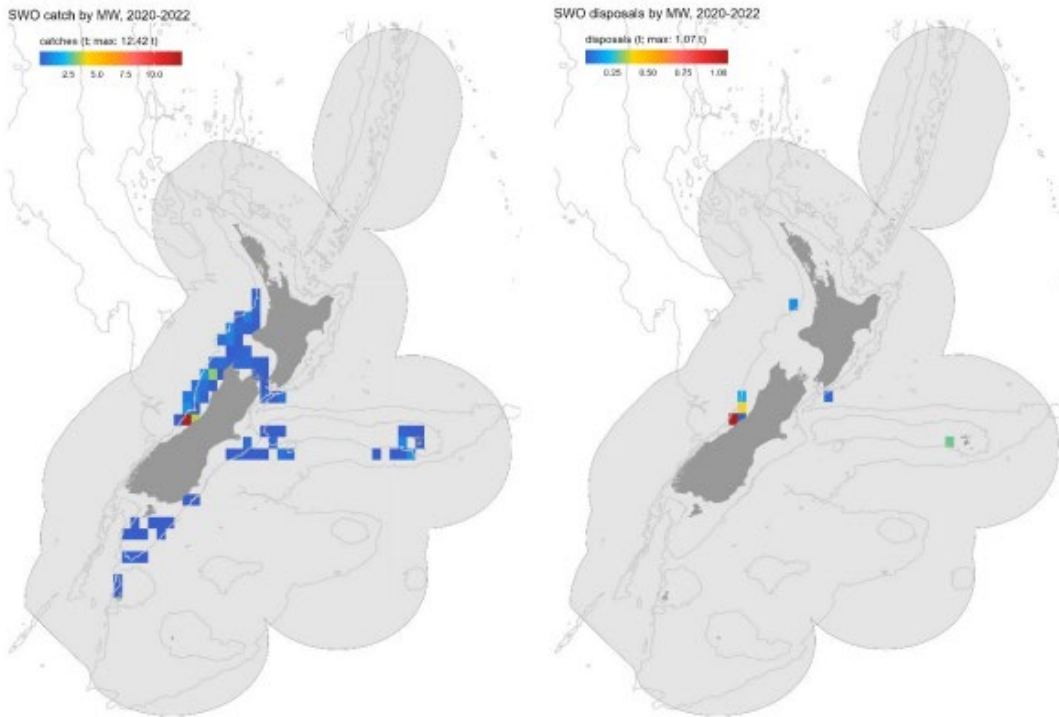 SWO catch by MW, 2020-2022
catches (t; max: 12.42 t)
2.5 5.0 7.5 10.0
SWO disposals by MW, 2020-2022
disposals (t; max: 1.07 t)
0.25 0.50 0.75 1.00